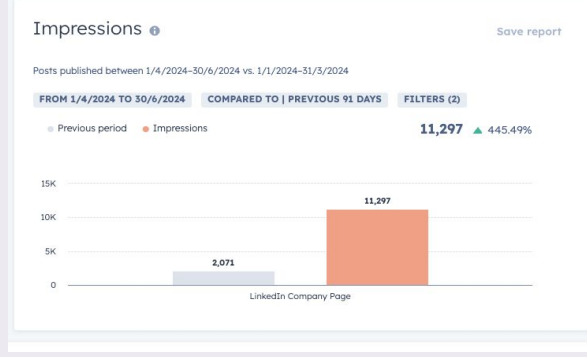 Impressions
Save report
Posts published between 1/4/2024–30/6/2024 vs. 1/1/2024–31/3/2024
FROM 1/4/2024 TO 30/6/2024 COMPARED TO | PREVIOUS 91 DAYS FILTERS (2)
Previous period Impressions 11,297 ▲ 445.49%
15K
11,297
10K
5K
2,071
0
LinkedIn Company Page